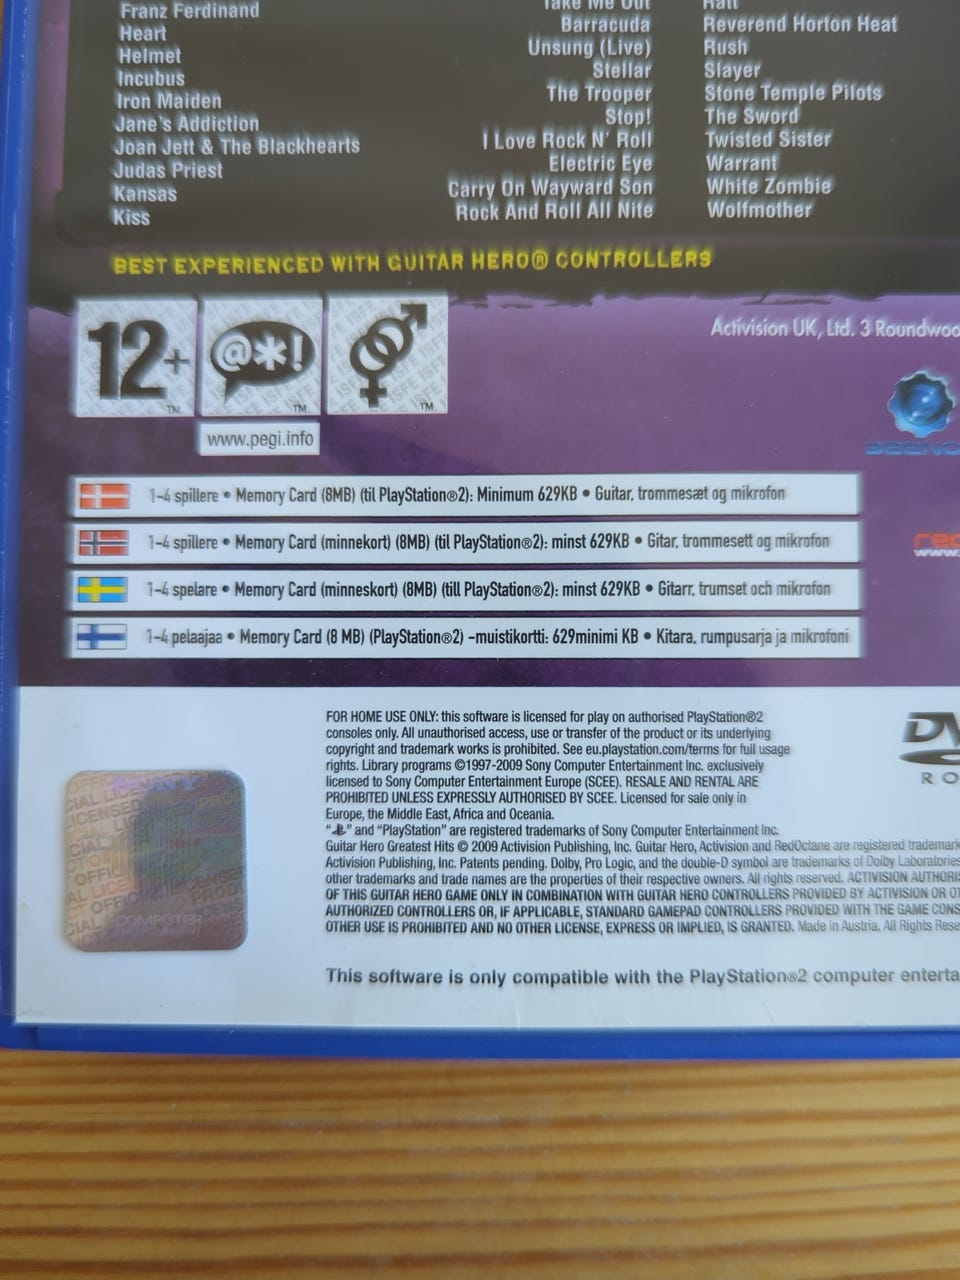 Franz Ferdinand Take Me Out Ratt
Heart Barracuda Reverend Horton Heat
Helmet Unsung (Live) Rush
Incubus Stellar Slayer
Iron Maiden The Trooper Stone Temple Pilots
Jane's Addiction Stop! The Sword
Joan Jett & The Blackhearts I Love Rock N' Roll Twisted Sister
Judas Priest Electric Eye Warrant
Kansas Carry On Wayward Son White Zombie
Kiss Rock And Roll All Nite Wolfmother
BEST EXPERIENCED WITH GUITAR HERO® CONTROLLERS
12+ ™ @*! ™ ™
Activision UK, Ltd. 3 Roundwoo
www.pegi.info
1-4 spillere • Memory Card (8MB) (til PlayStation®2): Minimum 629KB • Guitar, trommesæt og mikrofon
1-4 spillere • Memory Card (minnekort) (8MB) (til PlayStation®2): minst 629KB • Gitar, trommesett og mikrofon
www.
1-4 spelare • Memory Card (minneskort) (8MB) (till PlayStation®2): minst 629KB • Gitarr, trumset och mikrofon
1-4 pelaajaa • Memory Card (8 MB) (PlayStation®2) -muistikortti: 629minimi KB • Kitara, rumpusarja ja mikrofoni
FOR HOME USE ONLY: this software is licensed for play on authorised PlayStation®2
consoles only. All unauthorised access, use or transfer of the product or its underlying
copyright and trademark works is prohibited. See eu.playstation.com/terms for full usage
rights. Library programs ©1997-2009 Sony Computer Entertainment Inc. exclusively
licensed to Sony Computer Entertainment Europe (SCEE). RESALE AND RENTAL ARE
PROHIBITED UNLESS EXPRESSLY AUTHORISED BY SCEE. Licensed for sale only in
Europe, the Middle East, Africa and Oceania.
"PS" and "PlayStation" are registered trademarks of Sony Computer Entertainment Inc.
Guitar Hero Greatest Hits © 2009 Activision Publishing, Inc. Guitar Hero, Activision and RedOctane are registered trademark
Activision Publishing, Inc. Patents pending. Dolby, Pro Logic, and the double-D symbol are trademarks of Dolby Laboratories
other trademarks and trade names are the properties of their respective owners. All rights reserved. ACTIVISION AUTHORIS
OF THIS GUITAR HERO GAME ONLY IN COMBINATION WITH GUITAR HERO CONTROLLERS PROVIDED BY ACTIVISION OR OT
AUTHORIZED CONTROLLERS OR, IF APPLICABLE, STANDARD GAMEPAD CONTROLLERS PROVIDED WITH THE GAME CONS
OTHER USE IS PROHIBITED AND NO OTHER LICENSE, EXPRESS OR IMPLIED, IS GRANTED. Made in Austria. All Rights Rese
This software is only compatible with the PlayStation®2 computer enterta
DV
RO
SONY
COMPUTER